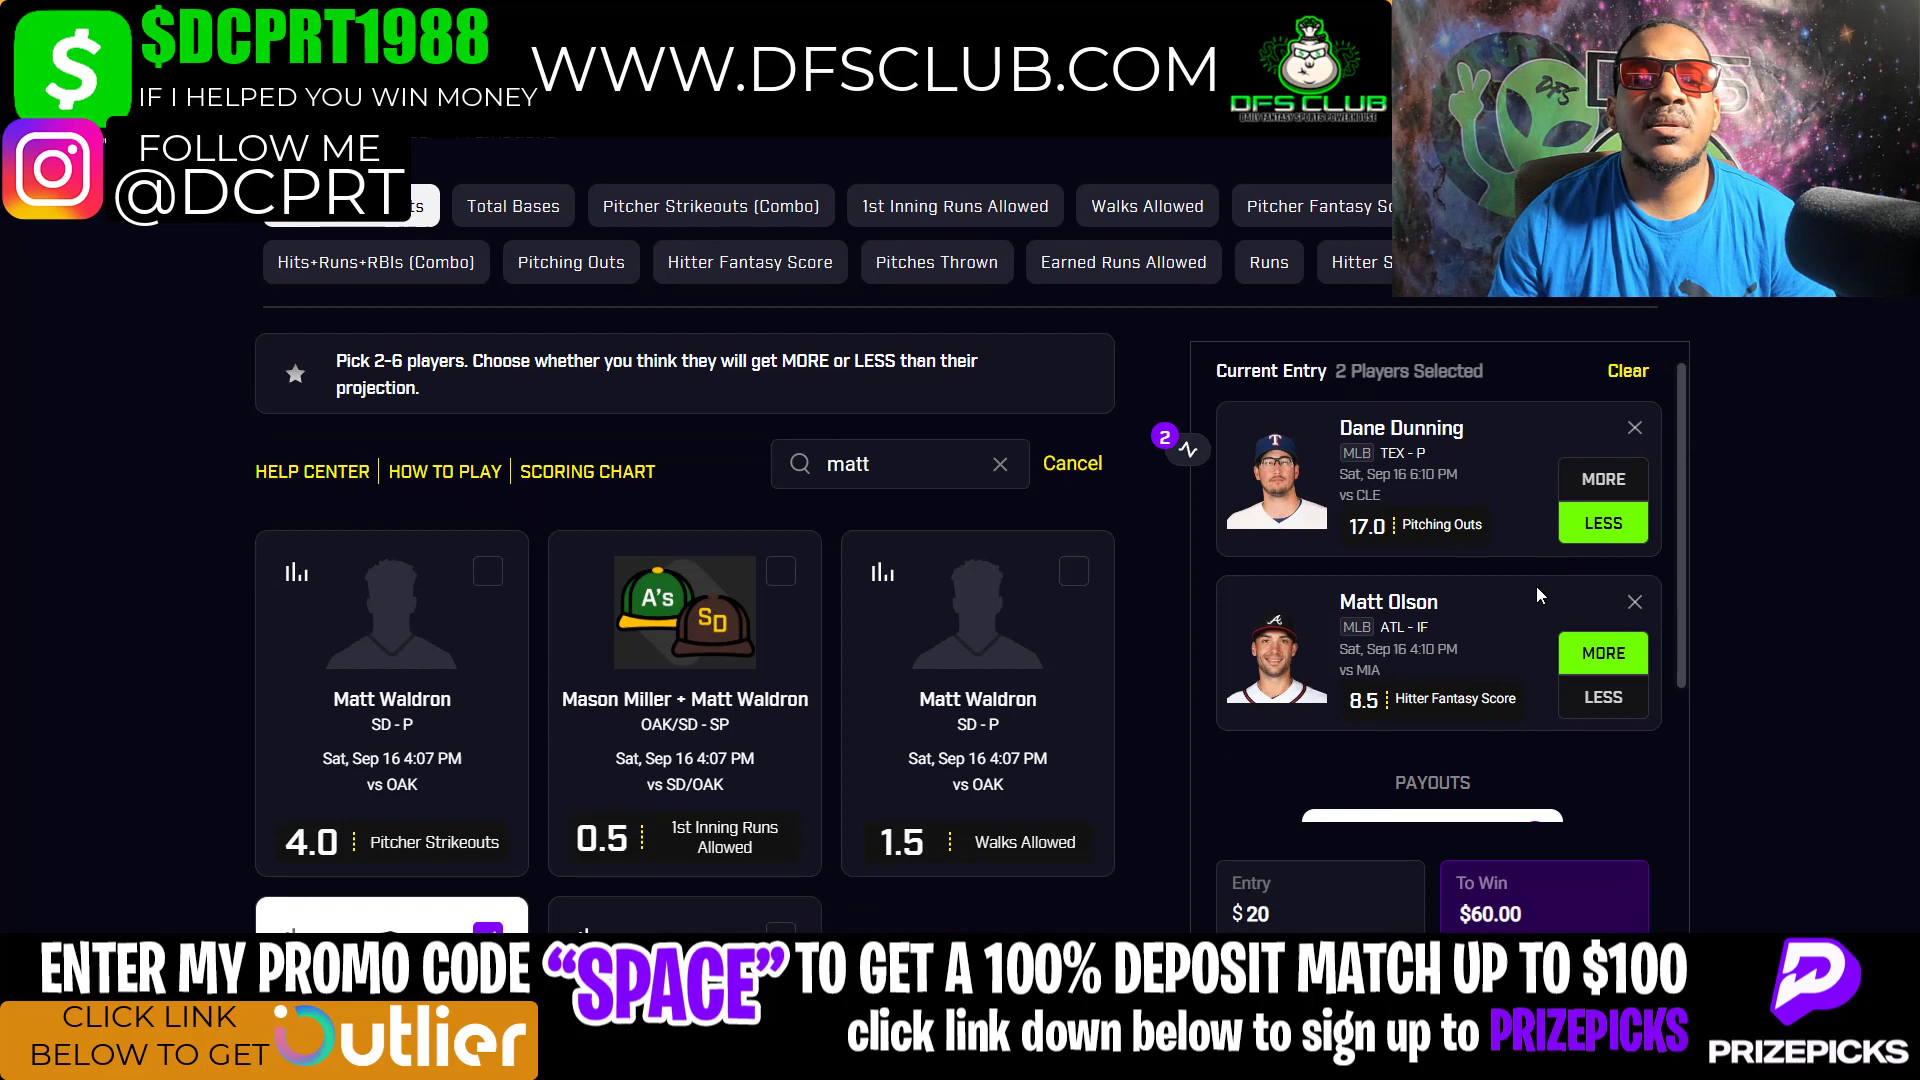 $DCPRT1988
IF I HELPED YOU WIN MONEY
WWW.DFSCLUB.COM
DFS CLUB
DAILY FANTASY SPORTS POWERHOUSE
DFS
FOLLOW ME
@DCPRT
ts
Total Bases
Pitcher Strikeouts (Combo)
1st Inning Runs Allowed
Walks Allowed
Pitcher Fantasy Sc
Hits+Runs+RBIs (Combo)
Pitching Outs
Hitter Fantasy Score
Pitches Thrown
Earned Runs Allowed
Runs
Hitter S
Pick 2-6 players. Choose whether you think they will get MORE or LESS than their
projection.
HELP CENTER
HOW TO PLAY
SCORING CHART
matt
Cancel
Matt Waldron
SD - P
Sat, Sep 16 4:07 PM
vs OAK
4.0
Pitcher Strikeouts
A's
SD
Mason Miller + Matt Waldron
OAK/SD - SP
Sat, Sep 16 4:07 PM
vs SD/OAK
0.5
1st Inning Runs
Allowed
Matt Waldron
SD - P
Sat, Sep 16 4:07 PM
vs OAK
1.5
Walks Allowed
2
Current Entry 2 Players Selected
Clear
Dane Dunning
MLB TEX - P
Sat, Sep 16 6:10 PM
vs CLE
17.0
Pitching Outs
MORE
LESS
Matt Olson
MLB ATL - IF
Sat, Sep 16 4:10 PM
vs MIA
8.5
Hitter Fantasy Score
MORE
LESS
PAYOUTS
Entry
$ 20
To Win
$60.00
ENTER MY PROMO CODE "SPACE" TO GET A 100% DEPOSIT MATCH UP TO $100
click link down below to sign up to PRIZEPICKS
CLICK LINK
BELOW TO GET
Outlier
PRIZEPICKS